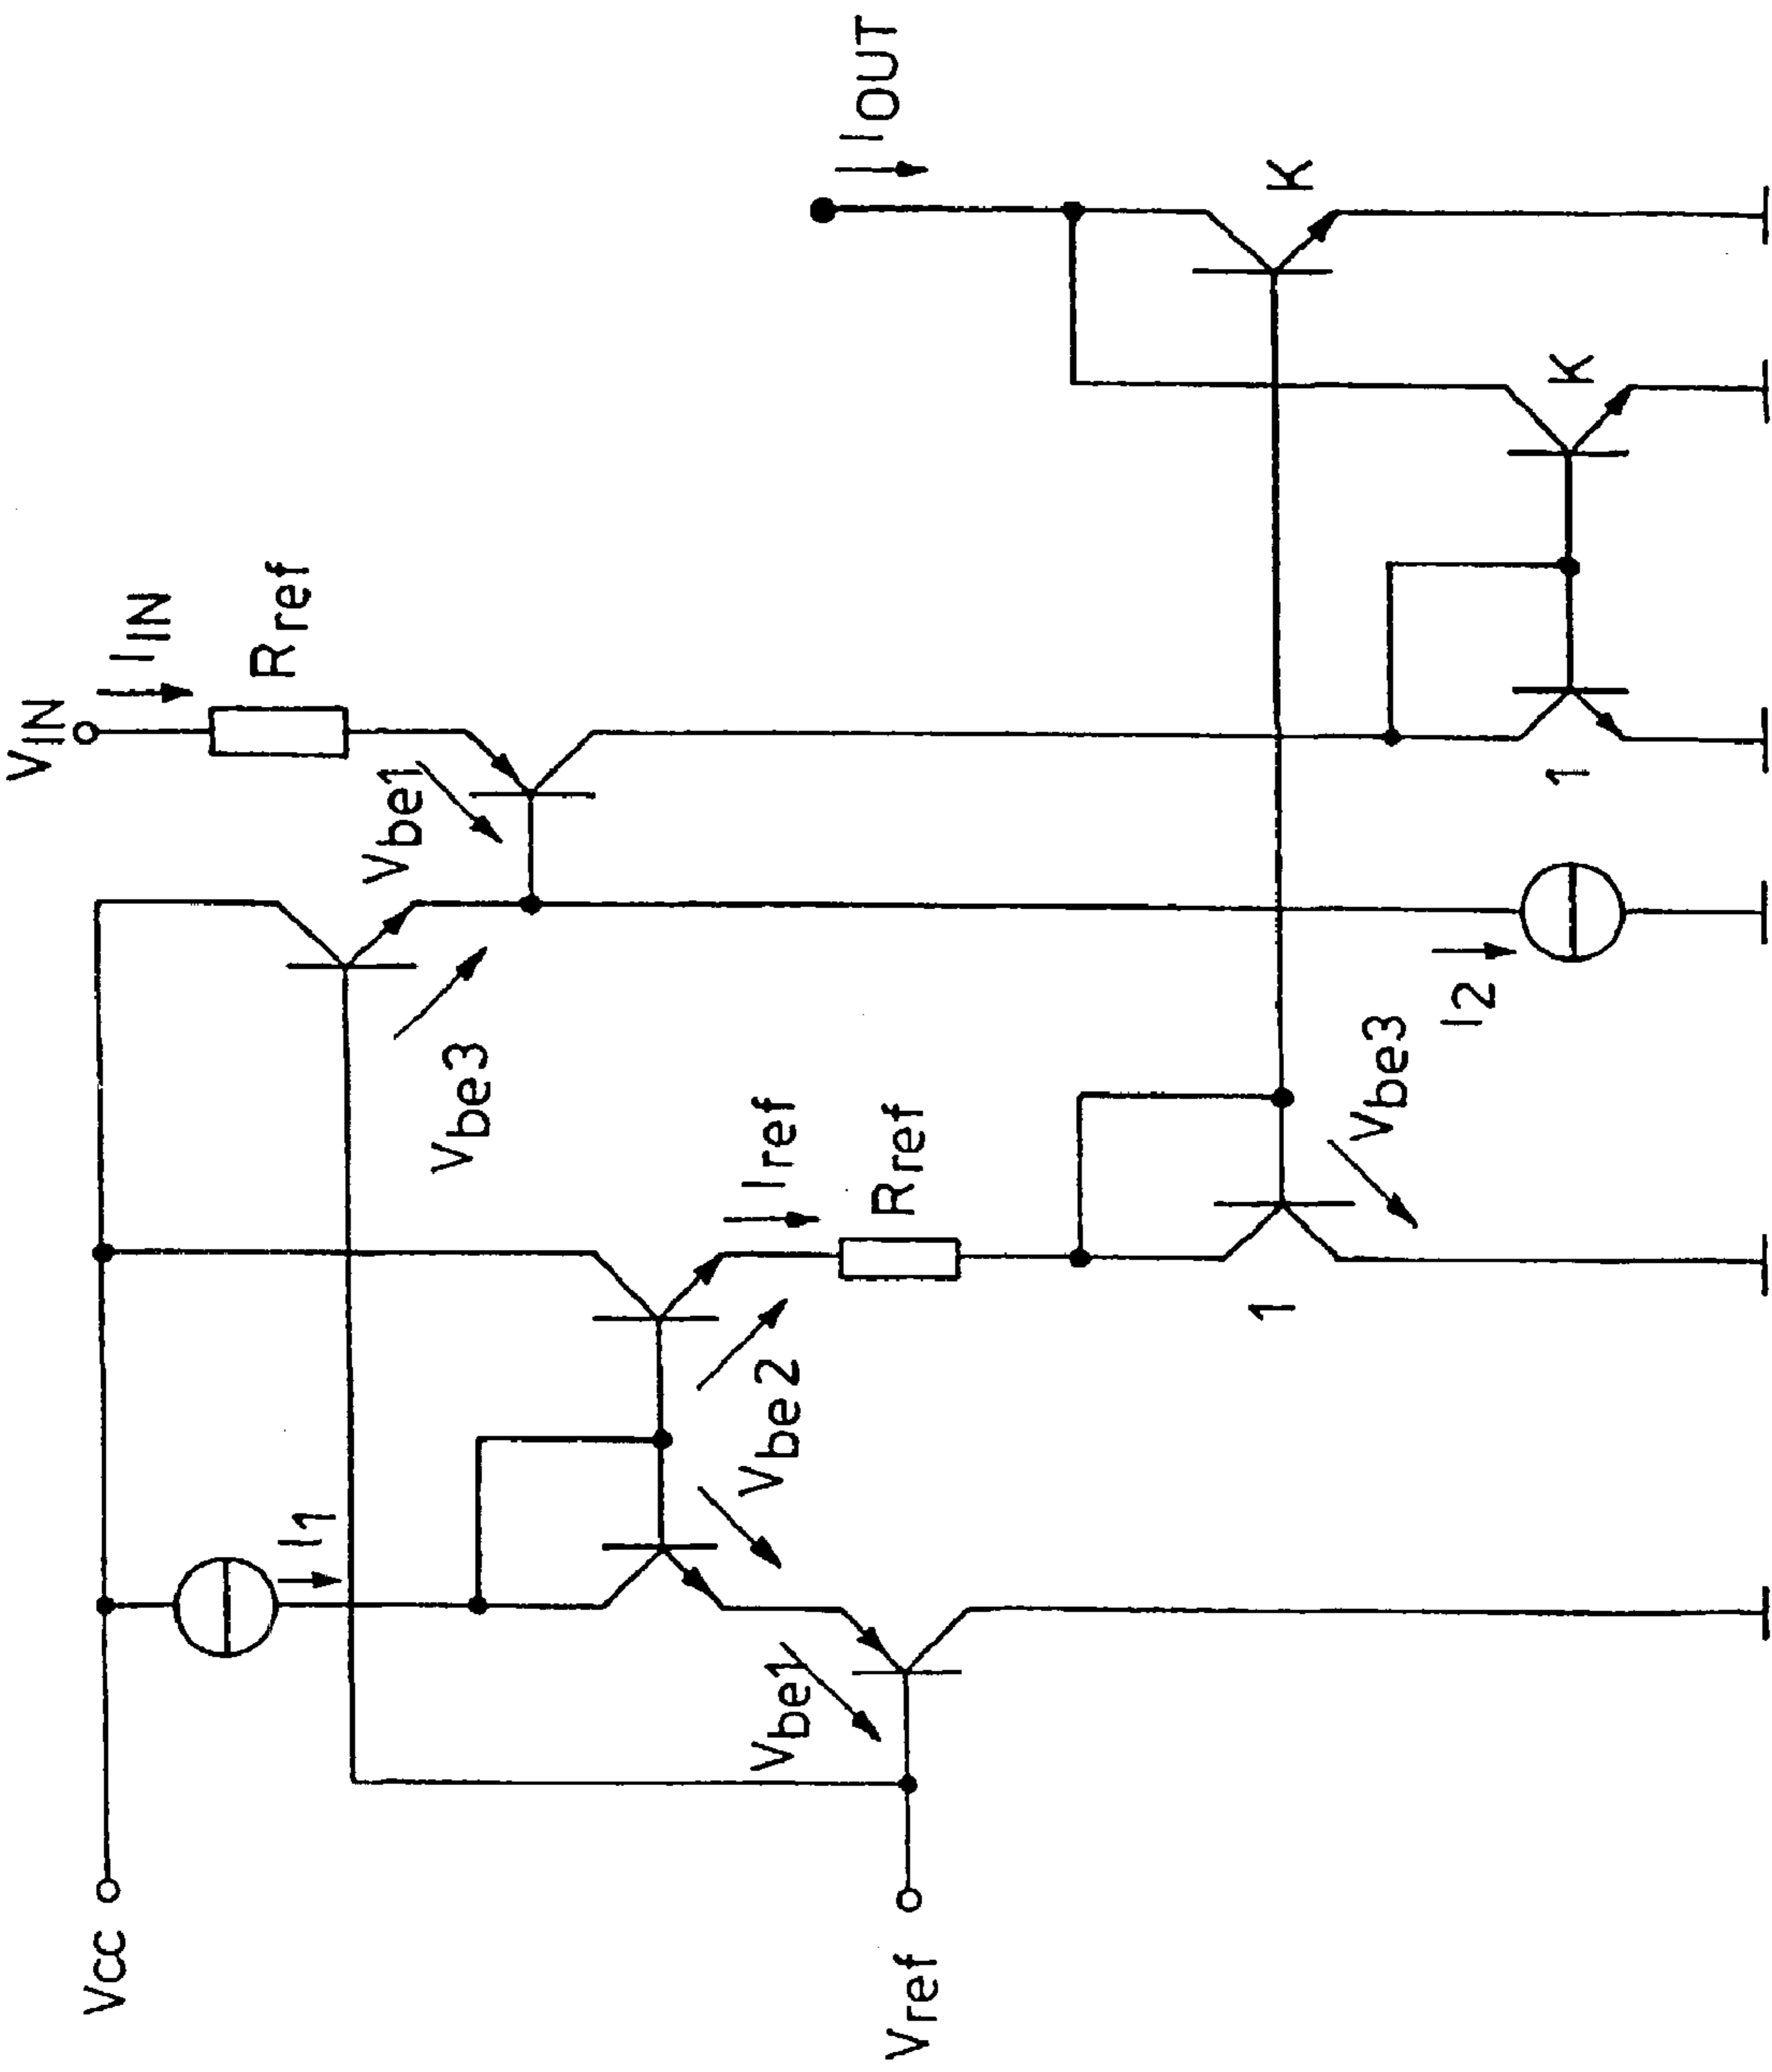 VIN
VCC
IIN
Rref
I1
Vbe1
Vbe3
Vbe2
Iref
Vbe1
IOUT
Vref
Rref
1
K
Vbe3
I2
1
K